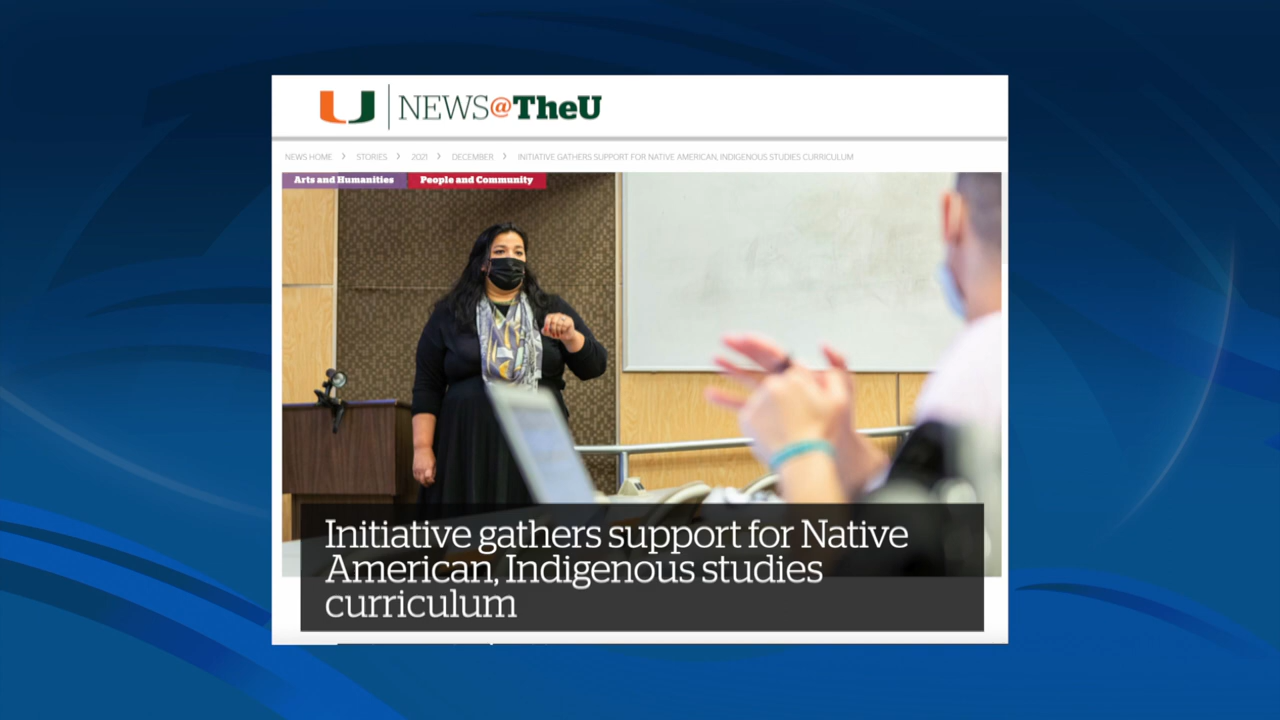 U NEWS@TheU
NEWS HOME > STORIES > 2021 > DECEMBER > INITIATIVE GATHERS SUPPORT FOR NATIVE AMERICAN, INDIGENOUS STUDIES CURRICULUM
Arts and Humanities People and Community
Initiative gathers support for Native
American, Indigenous studies
curriculum